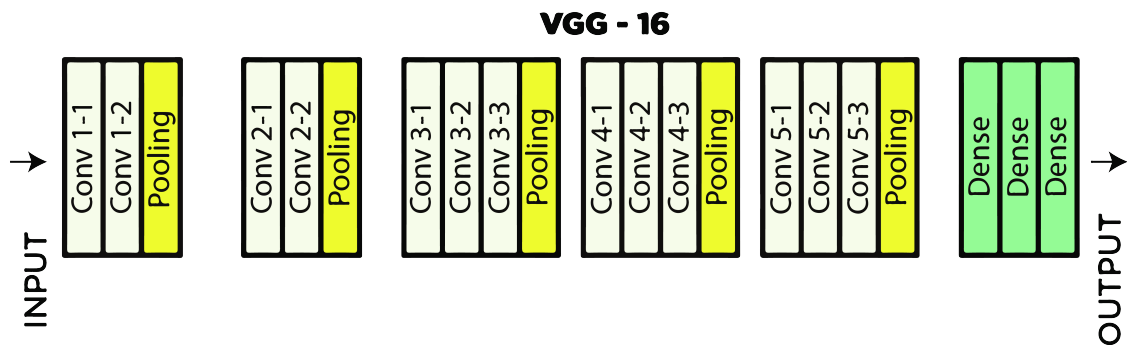 VGG - 16
INPUT
Conv 1-1
Conv 1-2
Pooling
Conv 2-1
Conv 2-2
Pooling
Conv 3-1
Conv 3-2
Conv 3-3
Pooling
Conv 4-1
Conv 4-2
Conv 4-3
Pooling
Conv 5-1
Conv 5-2
Conv 5-3
Pooling
Dense
Dense
Dense
OUTPUT